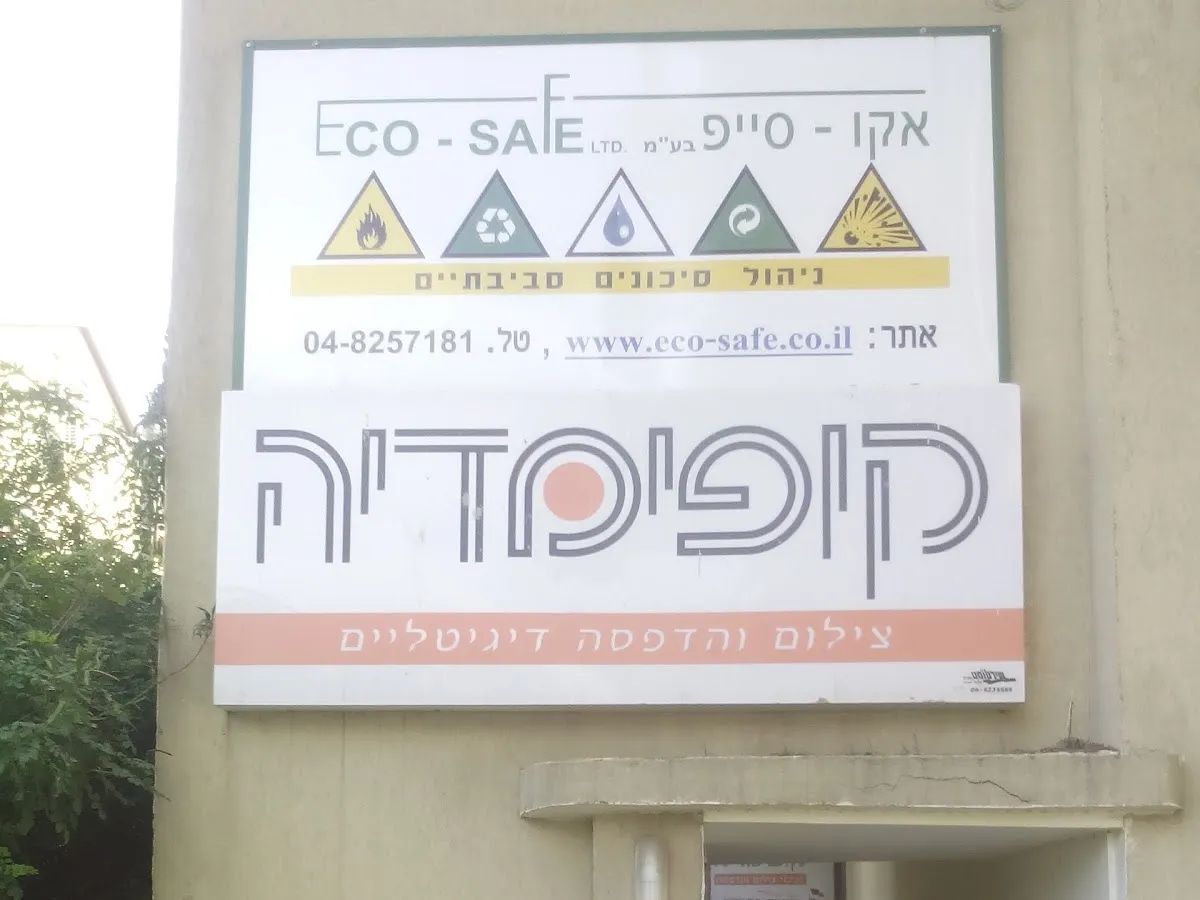 ECO - SAFE LTD. אקו - סייפ בע"מ
ניהול סיכונים סביבתיים
אתר: www.eco-safe.co.il , טל. 04-8257181
קופימדיה
צילום והדפסה דיגיטליים